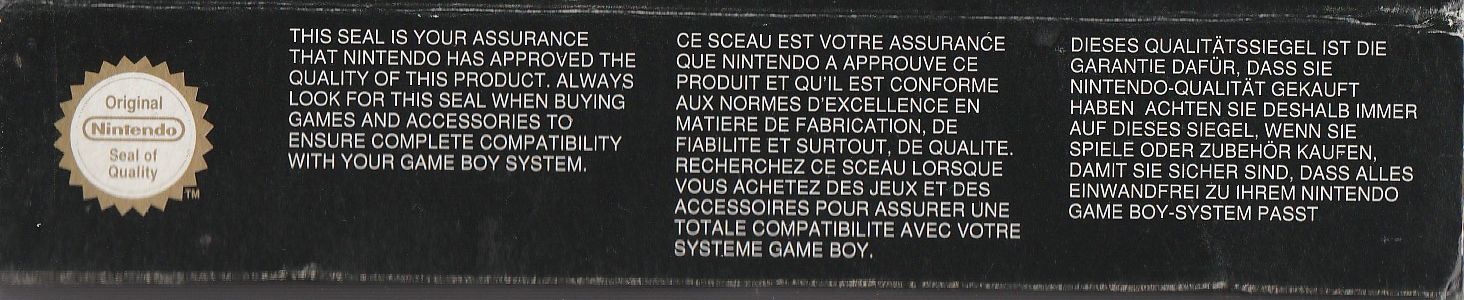 Original
Nintendo
Seal of
Quality
TM
THIS SEAL IS YOUR ASSURANCE
THAT NINTENDO HAS APPROVED THE
QUALITY OF THIS PRODUCT. ALWAYS
LOOK FOR THIS SEAL WHEN BUYING
GAMES AND ACCESSORIES TO
ENSURE COMPLETE COMPATIBILITY
WITH YOUR GAME BOY SYSTEM.
CE SCEAU EST VOTRE ASSURANCE
QUE NINTENDO A APPROUVE CE
PRODUIT ET QU'IL EST CONFORME
AUX NORMES D'EXCELLENCE EN
MATIERE DE FABRICATION, DE
FIABILITE ET SURTOUT, DE QUALITE.
RECHERCHEZ CE SCEAU LORSQUE
VOUS ACHETEZ DES JEUX ET DES
ACCESSOIRES POUR ASSURER UNE
TOTALE COMPATIBILITE AVEC VOTRE
SYSTEME GAME BOY.
DIESES QUALITÄTSSIEGEL IST DIE
GARANTIE DAFÜR, DASS SIE
NINTENDO-QUALITÄT GEKAUFT
HABEN ACHTEN SIE DESHALB IMMER
AUF DIESES SIEGEL, WENN SIE
SPIELE ODER ZUBEHÖR KAUFEN,
DAMIT SIE SICHER SIND, DASS ALLES
EINWANDFREI ZU IHREM NINTENDO
GAME BOY-SYSTEM PASST